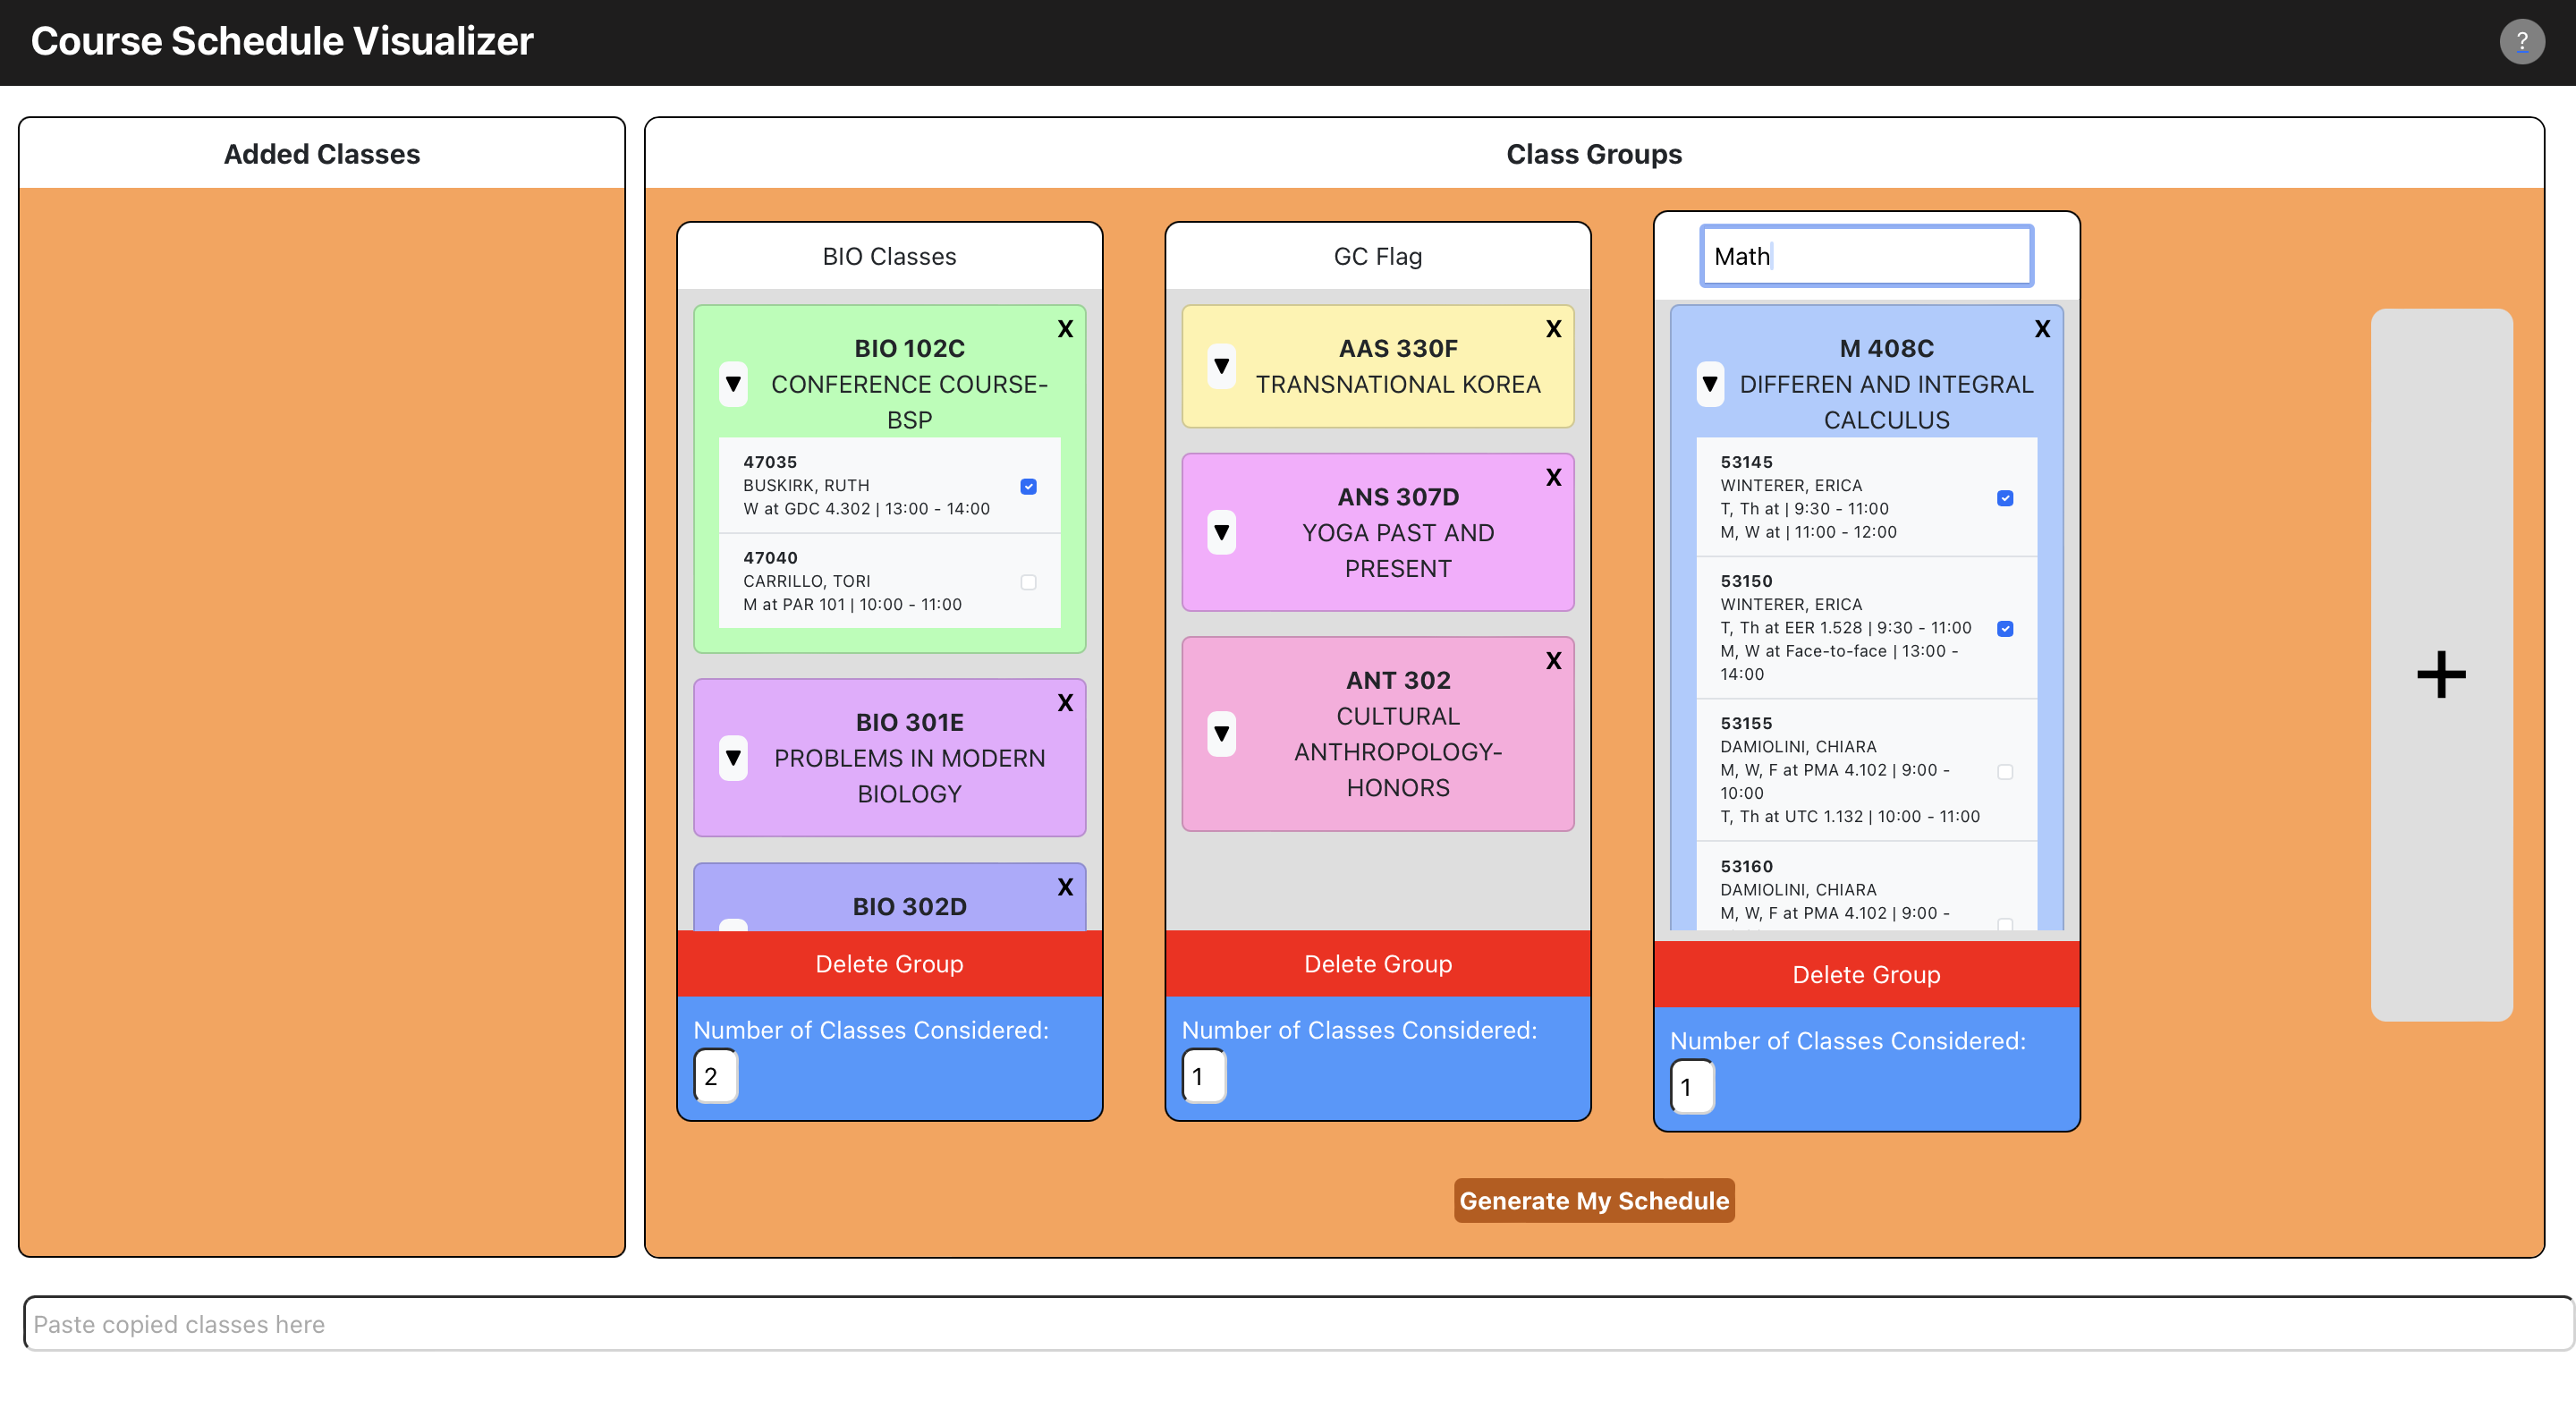 Course Schedule Visualizer
?
Added Classes
Class Groups
BIO Classes
X
BIO 102C
CONFERENCE COURSE-
BSP
47035
BUSKIRK, RUTH
W at GDC 4.302 | 13:00 - 14:00
47040
CARRILLO, TORI
M at PAR 101 | 10:00 - 11:00
X
BIO 301E
PROBLEMS IN MODERN
BIOLOGY
X
BIO 302D
Delete Group
Number of Classes Considered:
2
GC Flag
X
AAS 330F
TRANSNATIONAL KOREA
X
ANS 307D
YOGA PAST AND
PRESENT
X
ANT 302
CULTURAL
ANTHROPOLOGY-
HONORS
Delete Group
Number of Classes Considered:
1
Math
X
M 408C
DIFFEREN AND INTEGRAL
CALCULUS
53145
WINTERER, ERICA
T, Th at | 9:30 - 11:00
M, W at | 11:00 - 12:00
53150
WINTERER, ERICA
T, Th at EER 1.528 | 9:30 - 11:00
M, W at Face-to-face | 13:00 -
14:00
53155
DAMIOLINI, CHIARA
M, W, F at PMA 4.102 | 9:00 -
10:00
T, Th at UTC 1.132 | 10:00 - 11:00
53160
DAMIOLINI, CHIARA
M, W, F at PMA 4.102 | 9:00 -
Delete Group
Number of Classes Considered:
1
+
Generate My Schedule
Paste copied classes here